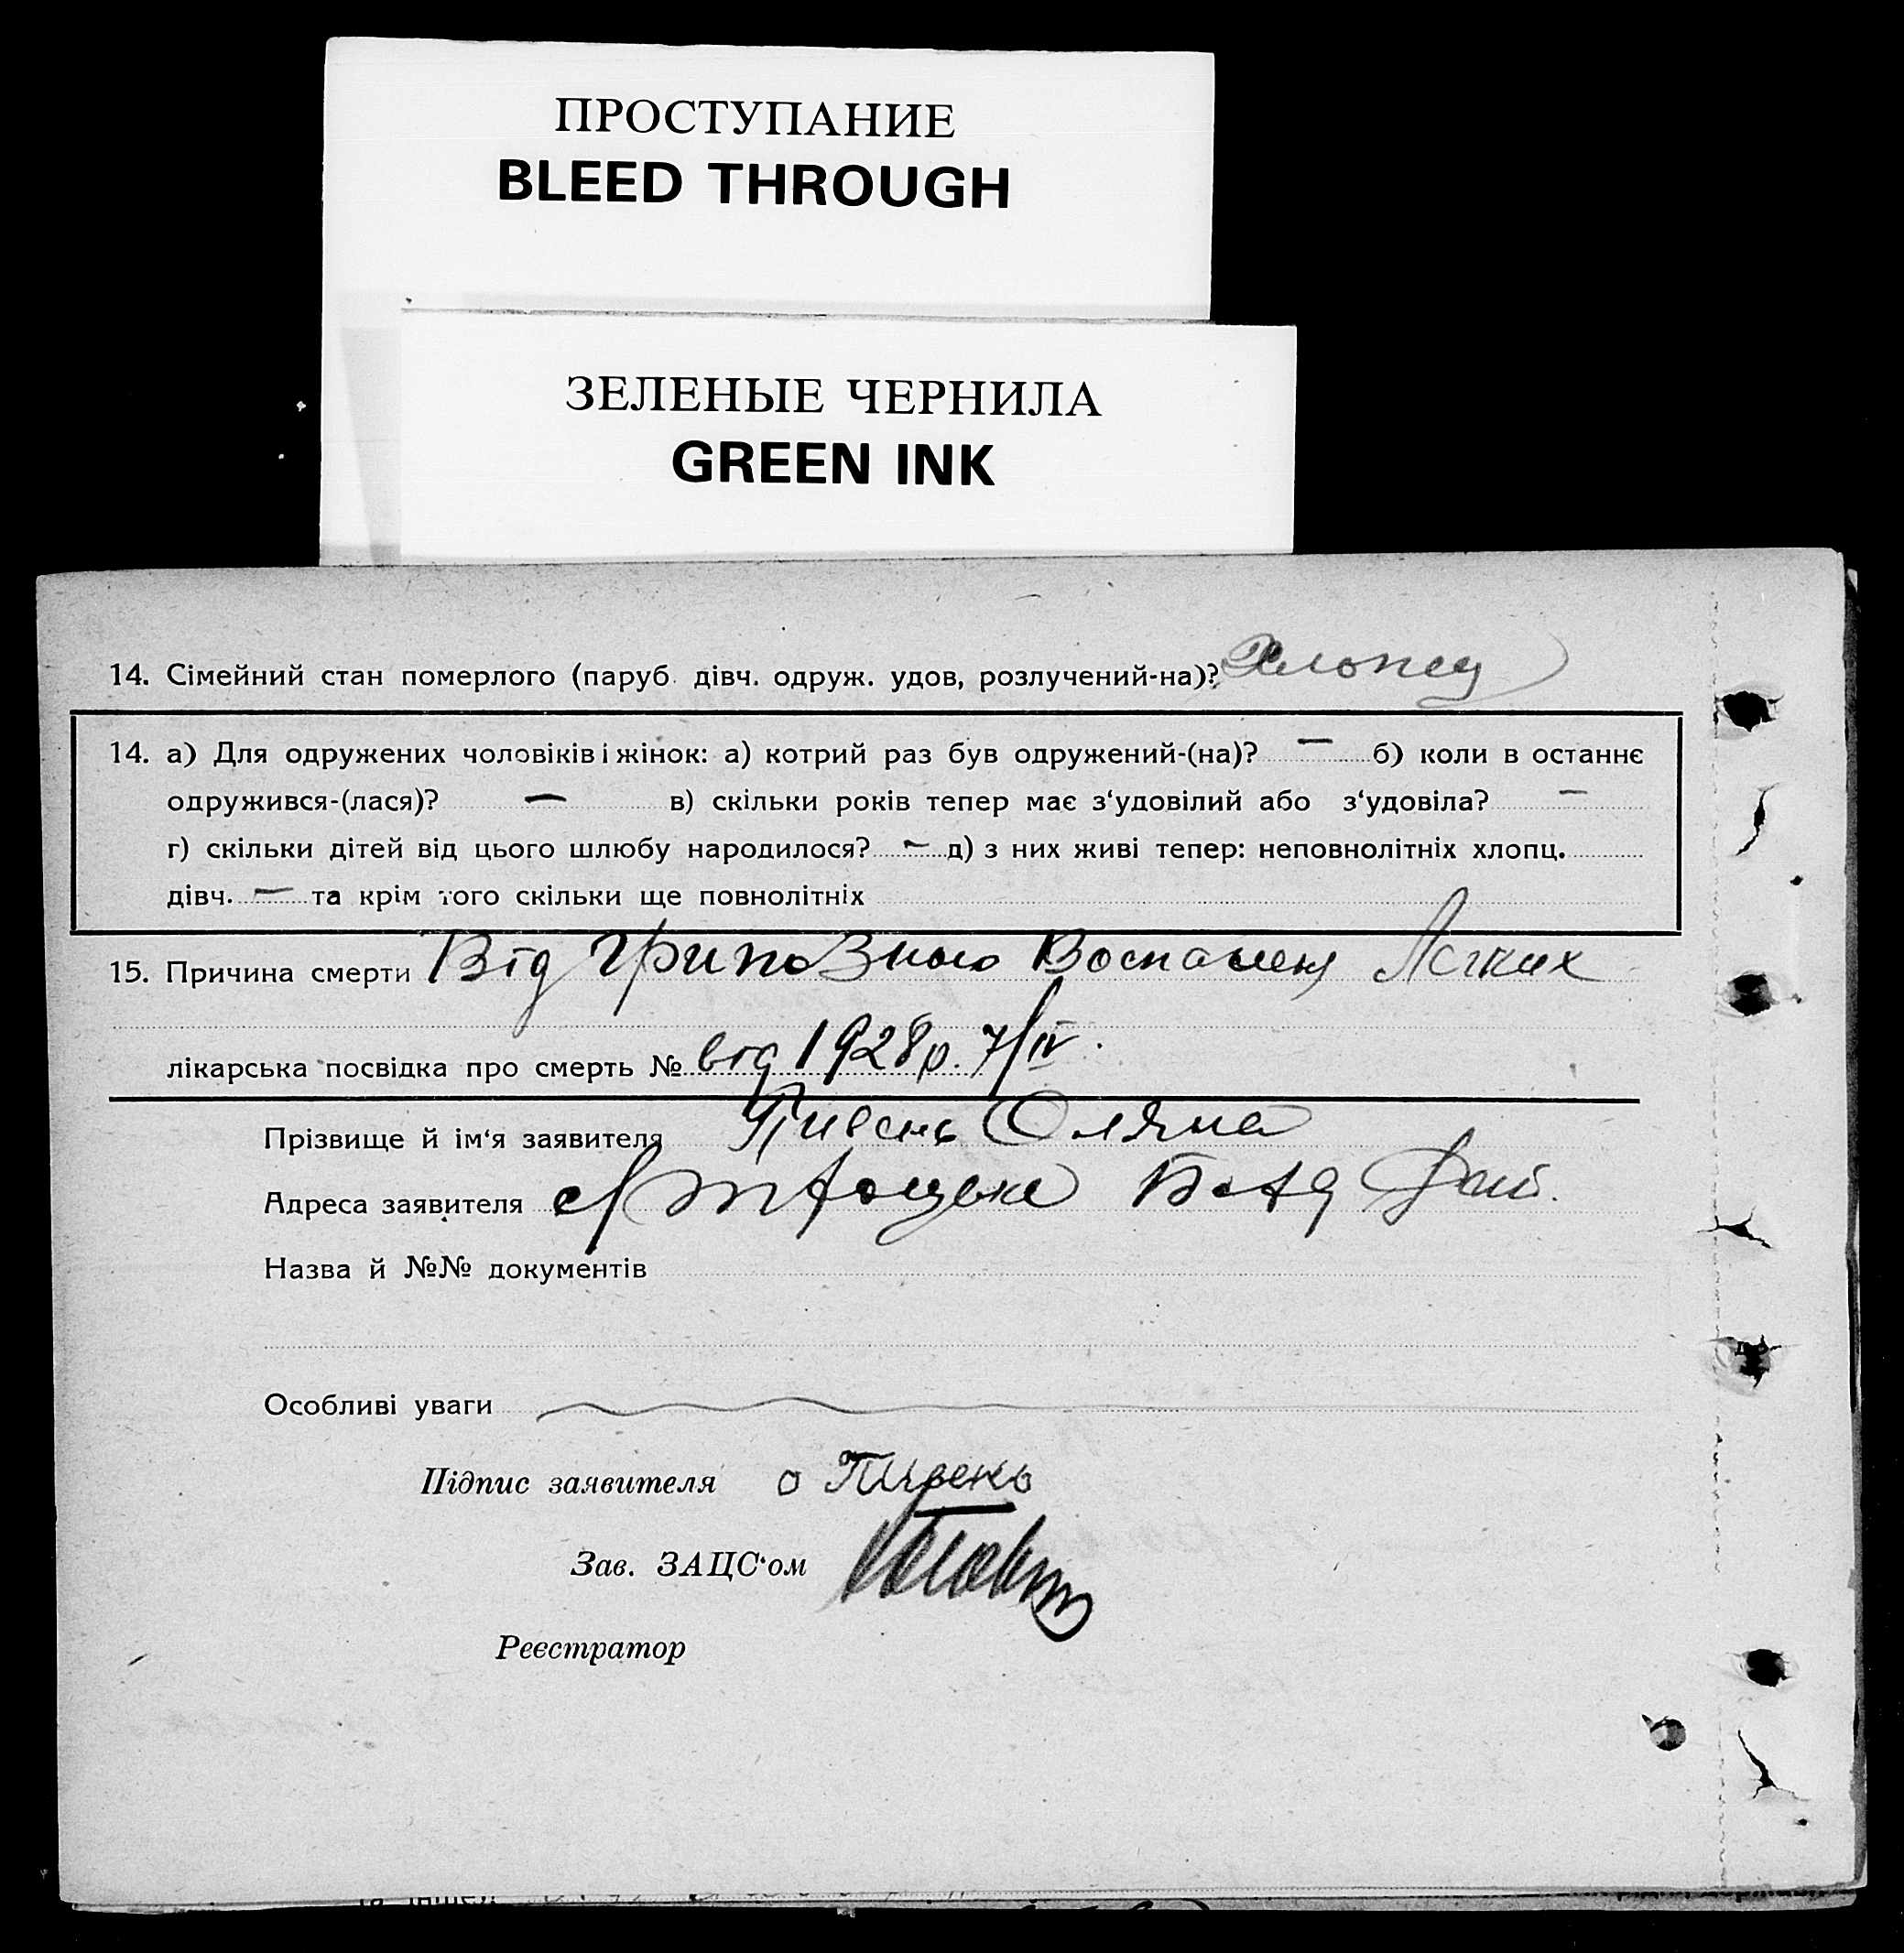 ПРОСТУПАНИЕ
BLEED THROUGH
ЗЕЛЕНЫЕ ЧЕРНИЛА
GREEN INK
14. Сімейний стан померлого (паруб. дівч. одруж. удов, розлучений-на)? Хлопец
14. а) Для одружених чоловіків і жінок: а) котрий раз був одружений-(на)? — б) коли в останнє
одружився-(лася)? — в) скільки років тепер має з‘удовілий або з‘удовіла? —
г) скільки дітей від цього шлюбу народилося? — д) з них живі тепер: неповнолітніх хлопц.
дівч. — та крім того скільки ще повнолітніх
15. Причина смерти Від грипозного Воспаленя Легких
лікарська посвідка про смерть № від 1928 р. 7/IV.
Прізвище й ім‘я заявителя Пивень Оляна
Адреса заявителя
Назва й №№ документів
Особливі уваги
Підпис заявителя о Пивень
Зав. ЗАЦС‘ом
Реєстратор